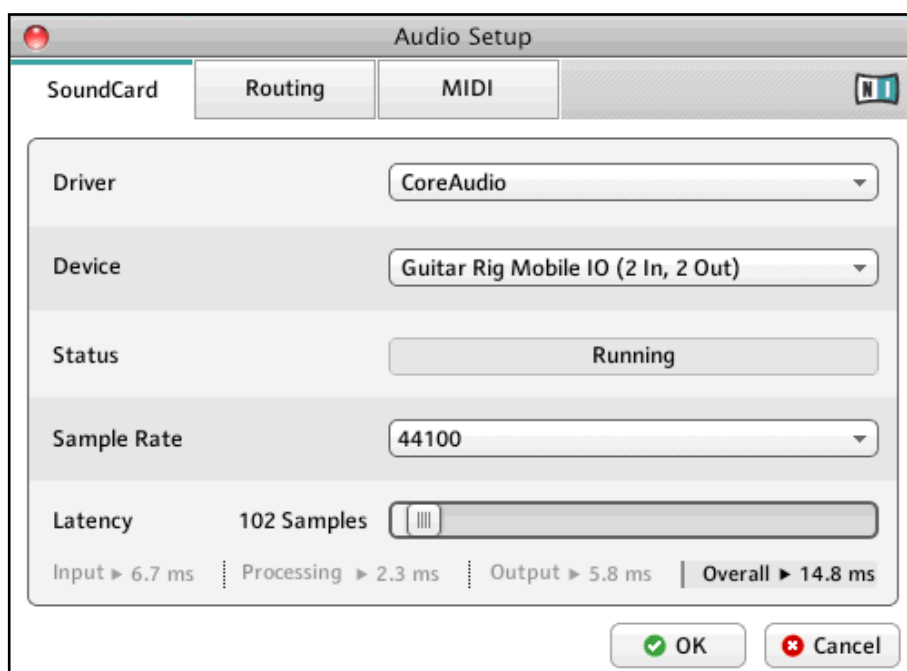 Audio Setup
SoundCard Routing MIDI NI
Driver CoreAudio
Device Guitar Rig Mobile IO (2 In, 2 Out)
Status Running
Sample Rate 44100
Latency 102 Samples
Input ▸ 6.7 ms Processing ▸ 2.3 ms Output ▸ 5.8 ms Overall ▸ 14.8 ms
OK Cancel